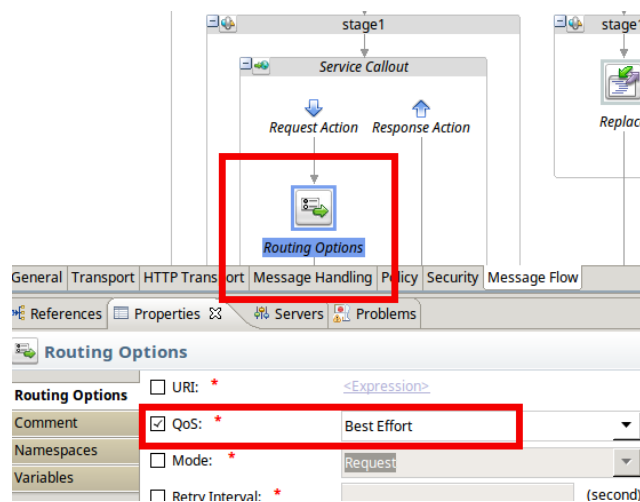 stage1
stage1
Service Callout
Request Action
Response Action
Replac
Routing Options
General
Transport
HTTP Transport
Message Handling
Policy
Security
Message Flow
References
Properties
Servers
Problems
Routing Options
Routing Options
URI: *
<Expression>
Comment
QoS: *
Best Effort
Namespaces
Mode: *
Request
Variables
Retry Interval: *
(second)